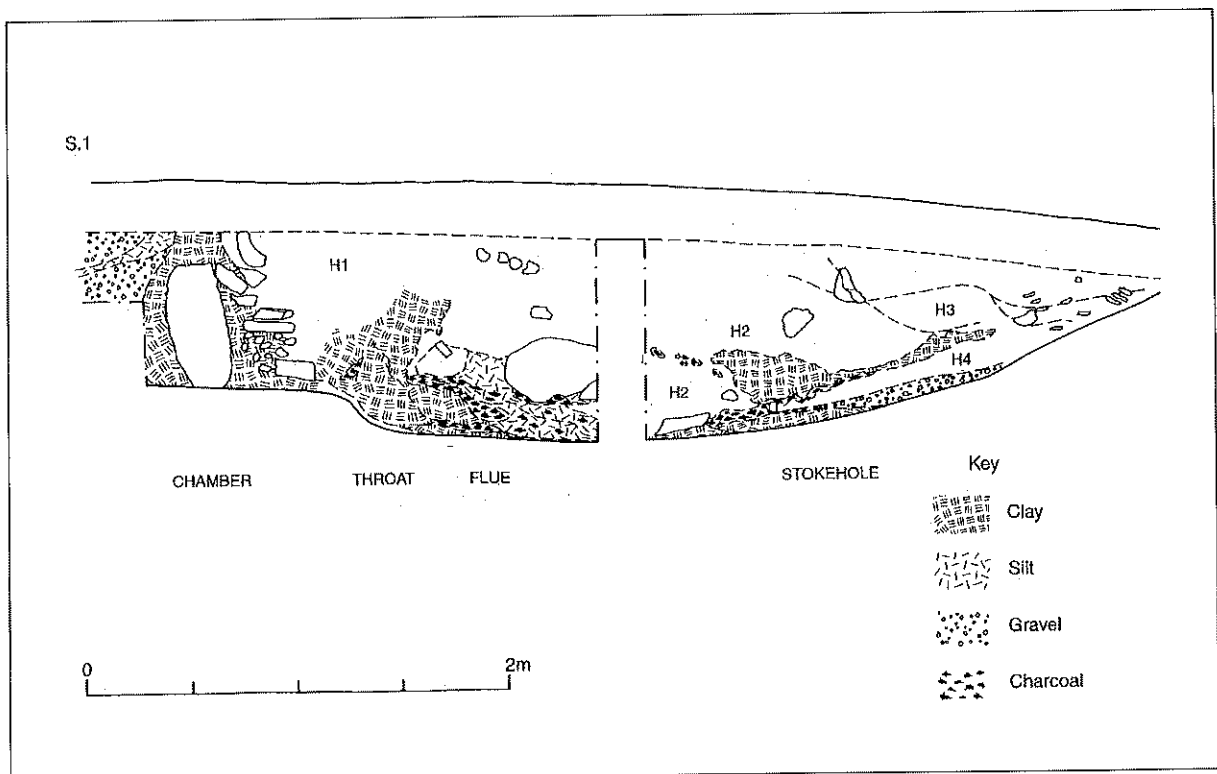 S.1
H1
H2
H3
H2
H4
CHAMBER THROAT FLUE STOKEHOLE
Key
Clay
Silt
Gravel
Charcoal
0 2m